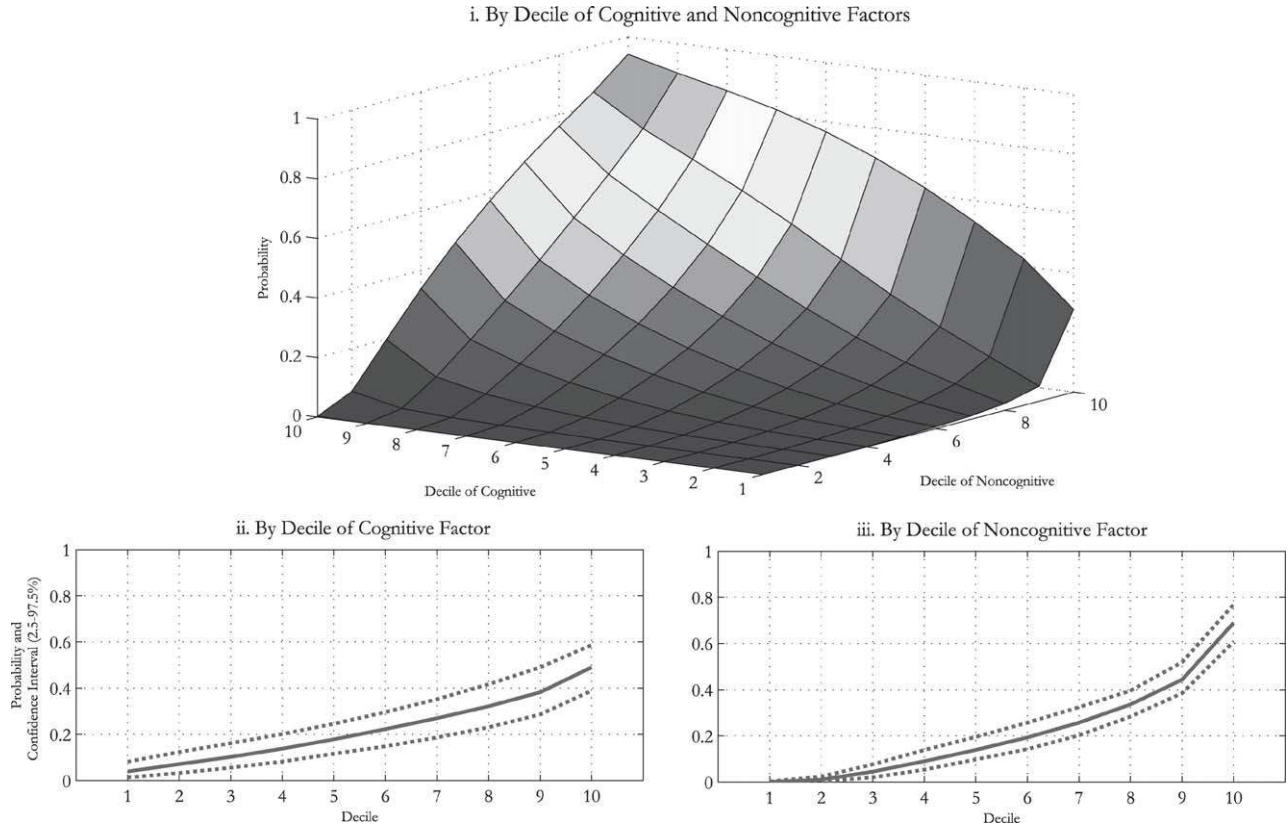 i. By Decile of Cognitive and Noncognitive Factors
1
0.8
0.6
0.4
0.2
0
Probability
10
9
8
7
6
5
4
3
2
1
Decile of Cognitive
2
4
6
8
10
Decile of Noncognitive
ii. By Decile of Cognitive Factor
Probability and
Confidence Interval (2.5-97.5%)
1
0.8
0.6
0.4
0.2
0
1 2 3 4 5 6 7 8 9 10
Decile
iii. By Decile of Noncognitive Factor
1
0.8
0.6
0.4
0.2
0
1 2 3 4 5 6 7 8 9 10
Decile